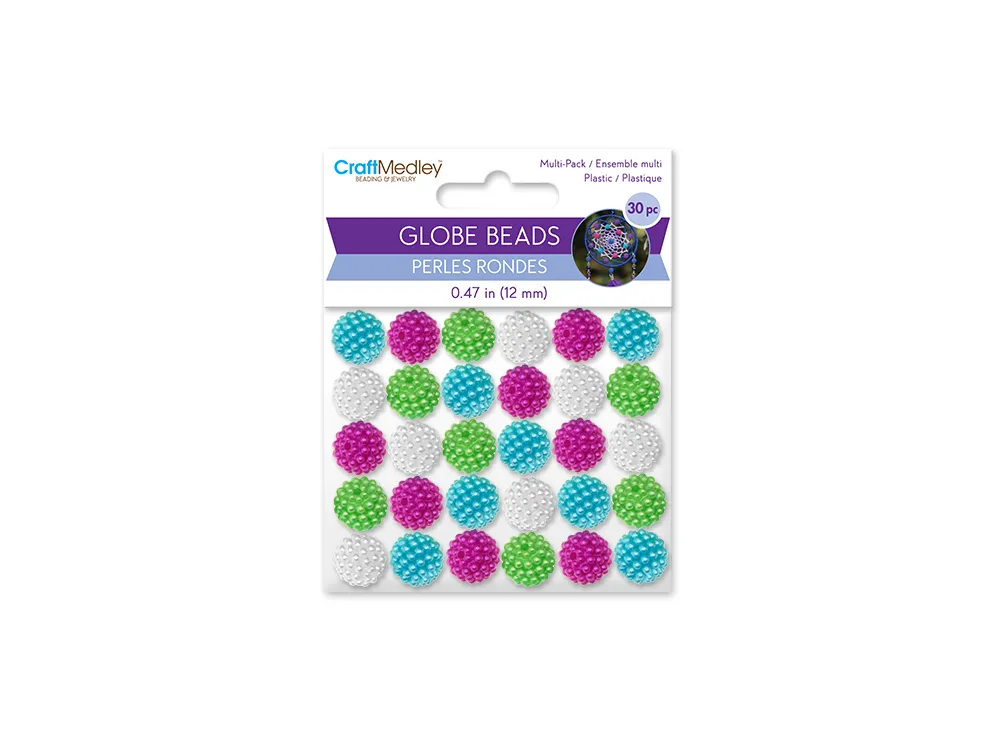 CraftMedley™
BEADING & JEWELRY
Multi-Pack / Ensemble multi
Plastic / Plastique
30 pc
GLOBE BEADS
PERLES RONDES
0.47 in (12 mm)